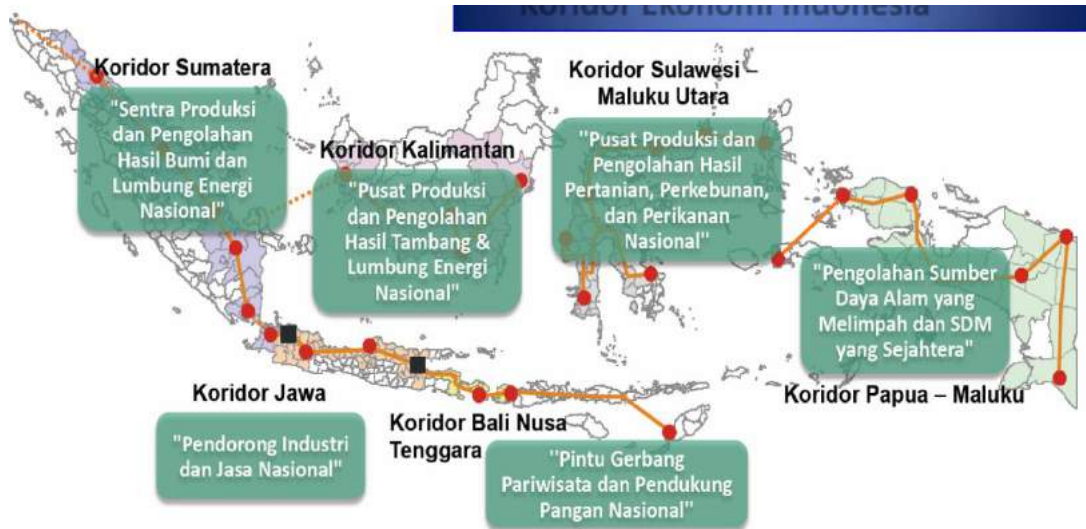 Koridor Ekonomi Indonesia
Koridor Sumatera
"Sentra Produksi
dan Pengolahan
Hasil Bumi dan
Lumbung Energi
Nasional"
Koridor Kalimantan
"Pusat Produksi
dan Pengolahan
Hasil Tambang &
Lumbung Energi
Nasional"
Koridor Sulawesi –
Maluku Utara
"Pusat Produksi dan
Pengolahan Hasil
Pertanian, Perkebunan,
dan Perikanan
Nasional"
"Pengolahan Sumber
Daya Alam yang
Melimpah dan SDM
yang Sejahtera"
Koridor Papua – Maluku
Koridor Jawa
"Pendorong Industri
dan Jasa Nasional"
Koridor Bali Nusa
Tenggara
"Pintu Gerbang
Pariwisata dan Pendukung
Pangan Nasional"